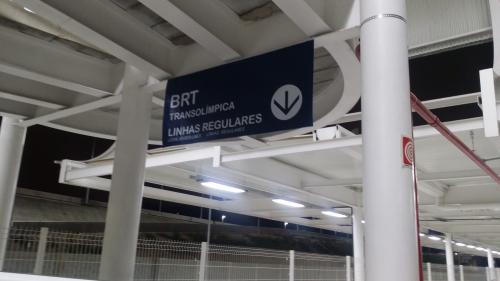 BRT
TRANSOLÍMPICA
LINHAS REGULARES